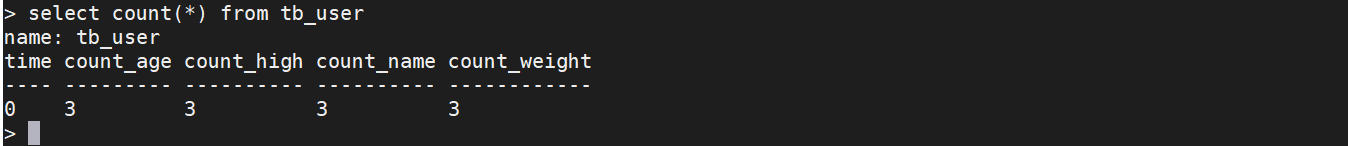 > select count(*) from tb_user
name: tb_user
time count_age count_high count_name count_weight
---- --------- ---------- ---------- ------------
0    3         3          3          3
>